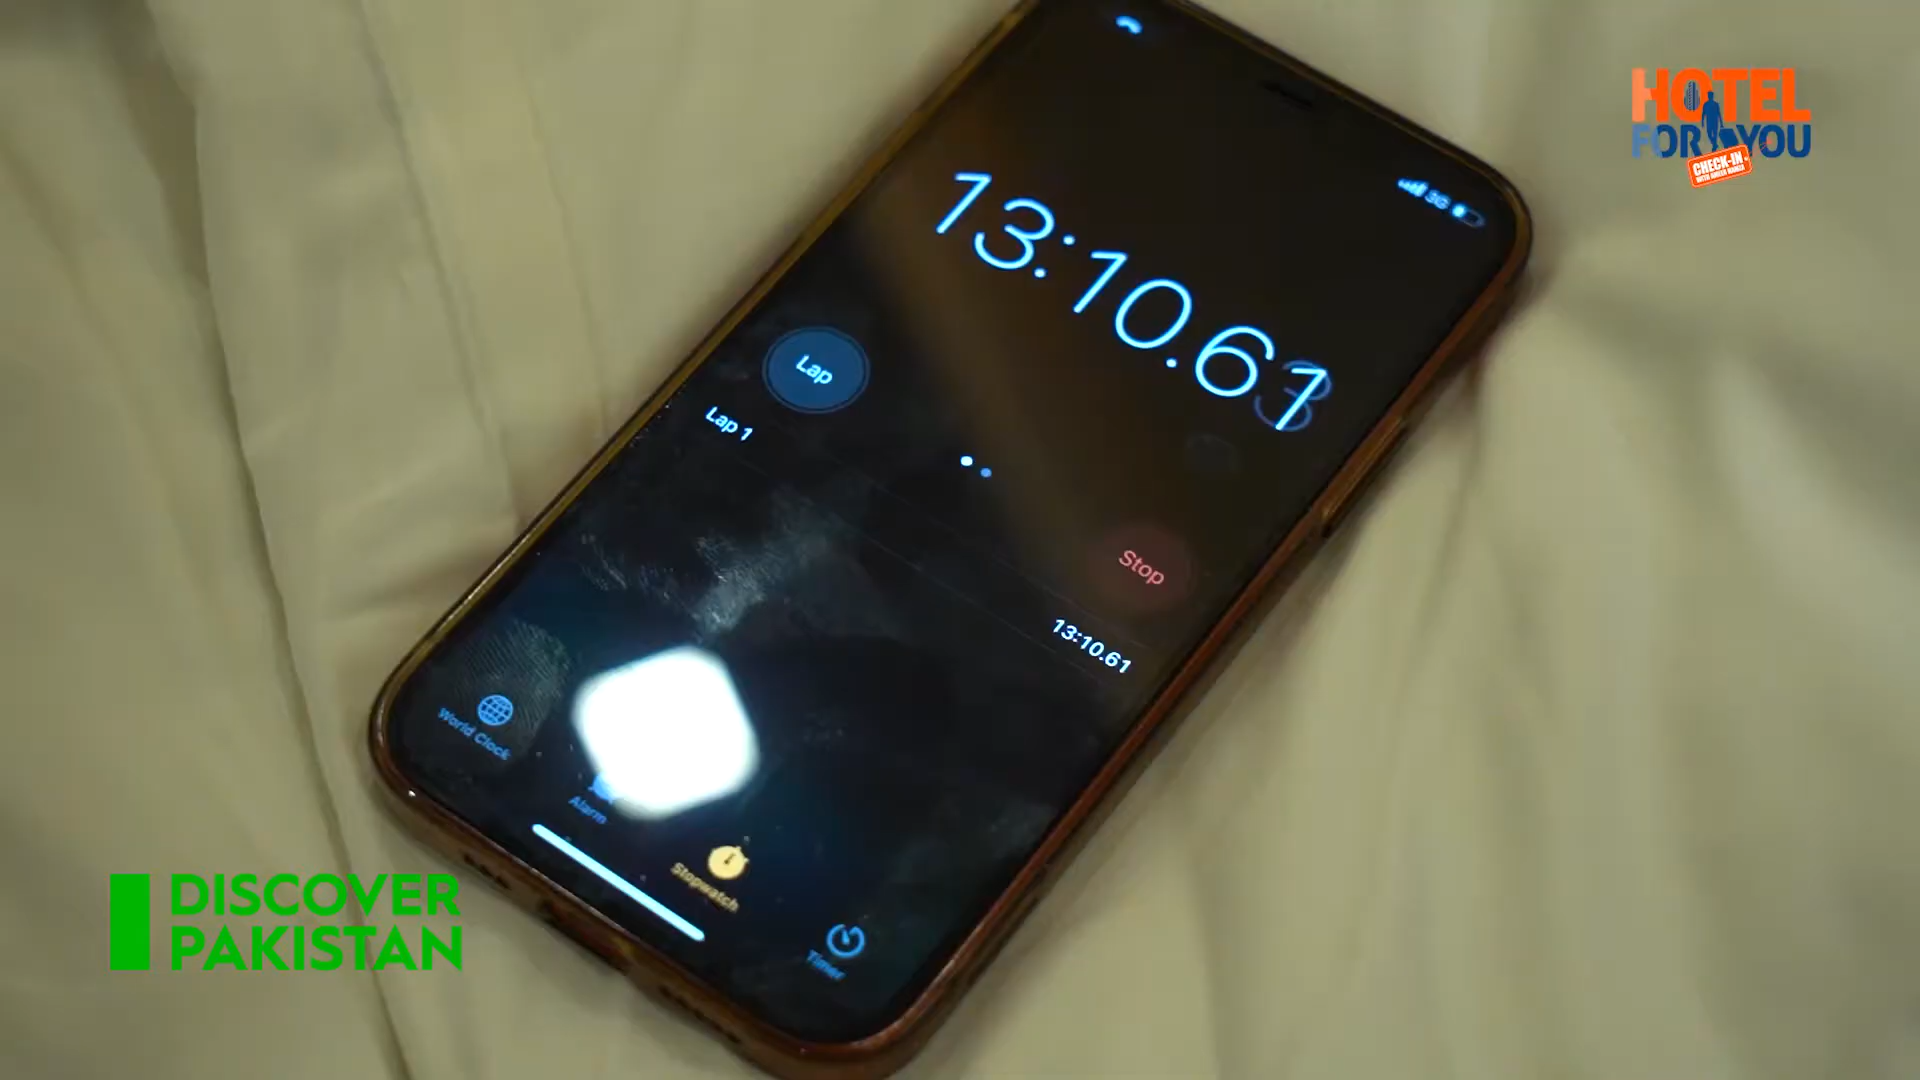 HOTEL
FOR YOU
CHECK-IN
3G
13:10.61
Lap
Stop
Lap 1
13:10.61
World Clock
Alarm
Stopwatch
Timer
DISCOVER
PAKISTAN